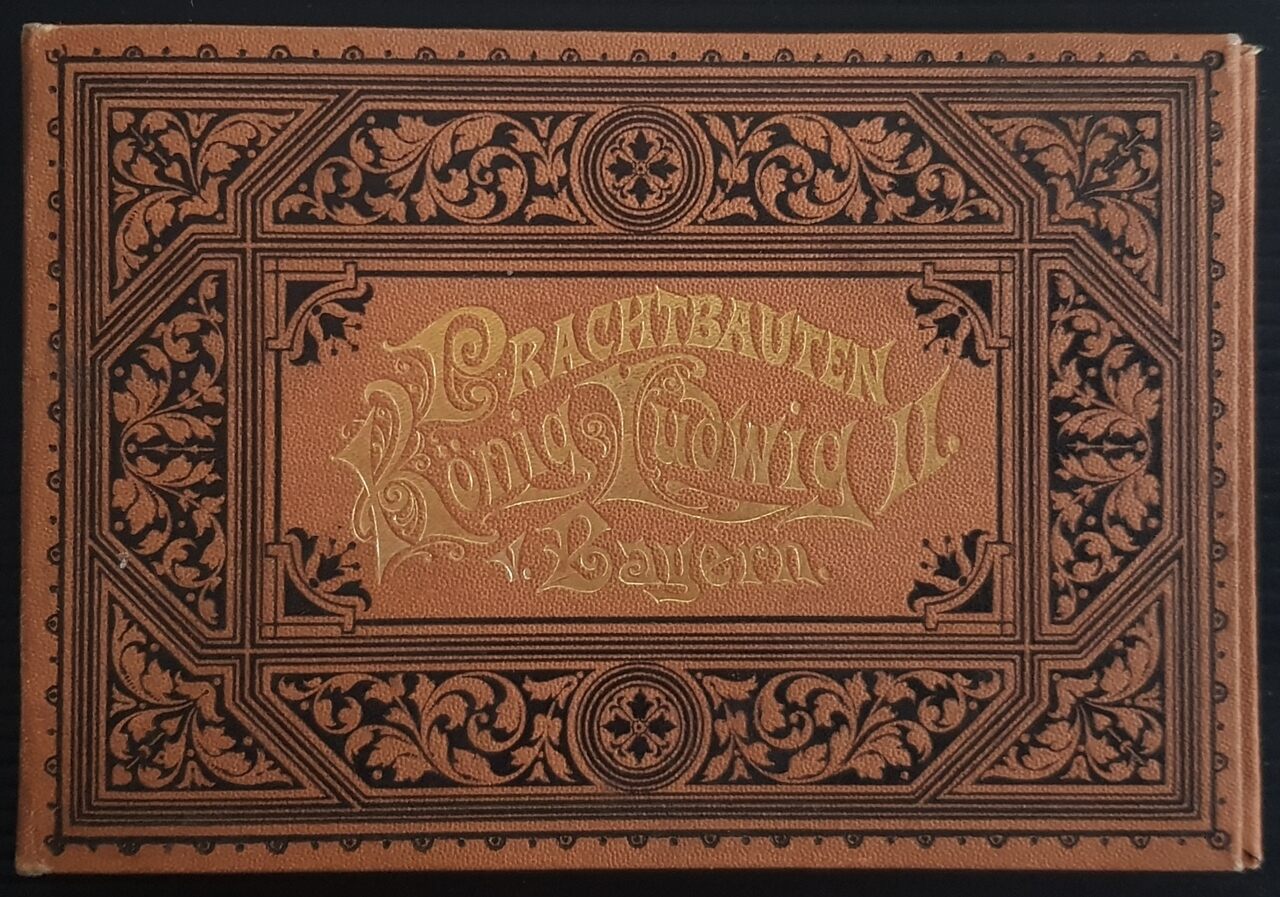 PRACHTBAUTEN
König Ludwig II.
v. Bayern.